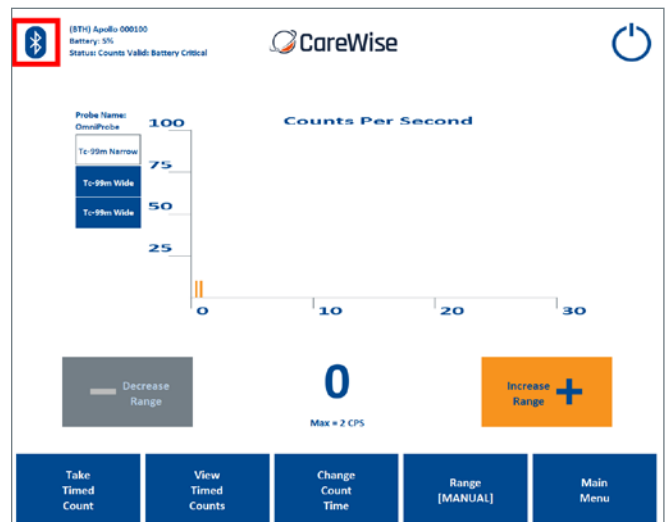 (BTH) Apollo 000100
Battery: 5%
Status: Counts Valid: Battery Critical
CareWise
Probe Name:
OmniProbe
Tc-99m Narrow
Tc-99m Wide
Tc-99m Wide
Counts Per Second
100
75
50
25
0
10
20
30
Decrease
Range
0
Max = 2 CPS
Increase
Range
Take
Timed
Count
View
Timed
Counts
Change
Count
Time
Range
[MANUAL]
Main
Menu